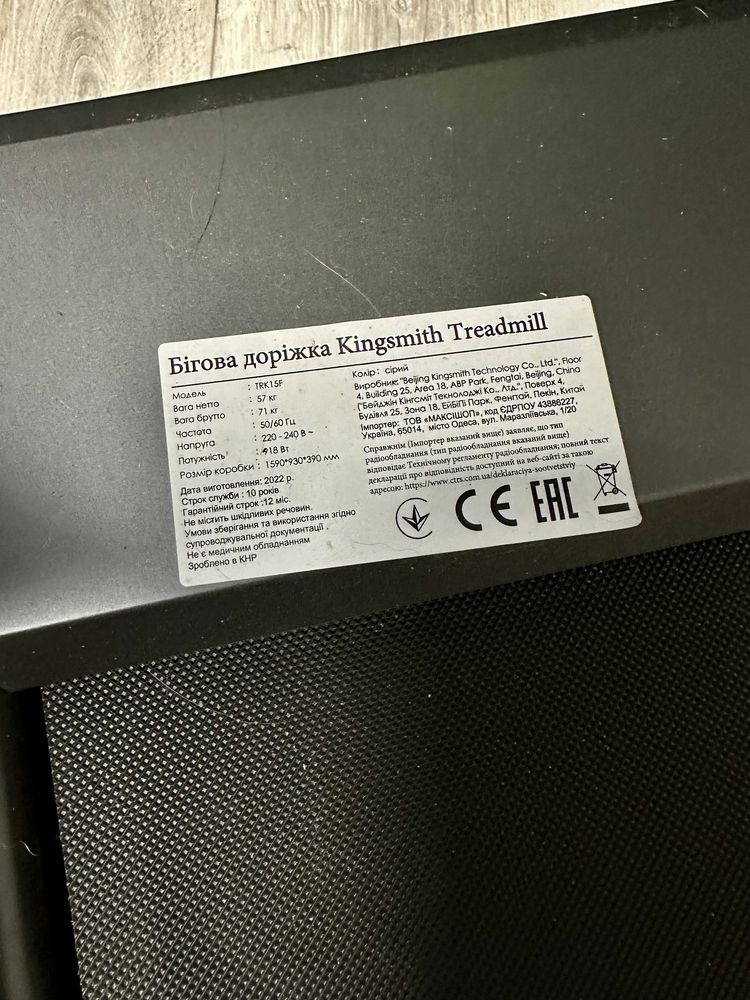 Бігова доріжка Kingsmith Treadmill
Модель : TRK15F
Вага нетто : 57 кг
Вага брутто : 71 кг
Частота : 50/60 Гц
Напруга : 220 - 240 В ~
Потужність : 918 Вт
Розмір коробки : 1590*930*390 мм
Дата виготовлення: 2022 р.
Строк служби : 10 років
Гарантійний строк :12 міс.
Не містить шкідливих речовин.
Умови зберігання та використання згідно
супроводжувальної документації .
Не є медичним обладнанням
Зроблено в КНР
Колір : сірий
Виробник: "Beijing Kingsmith Technology Co., Ltd.", Floor
4, Building 25, Area 18, ABP Park, Fengtai, Beijing, China
("Бейджін Кінгсміт Текнолоджі Ко., Лтд.", Поверх 4,
Будівля 25, Зона 18, ЕйБіПі Парк, Фентай, Пекін, Китай
Імпортер: ТОВ «МАКСІШОП», код ЄДРПОУ 43886227,
Україна, 65014, місто Одеса, вул. Маразліївська, 1/20
Справжнім (Імпортер вказаний вище) заявляє, що тип
радіообладнання (тип радіообладнання вказаний вище)
відповідає Технічному регламенту радіообладнання; повний текст
декларації про відповідність доступний на веб-сайті за такою
адресою: https://www.ctrs.com.ua/deklaraciya-sootvetstviy
CE EAC